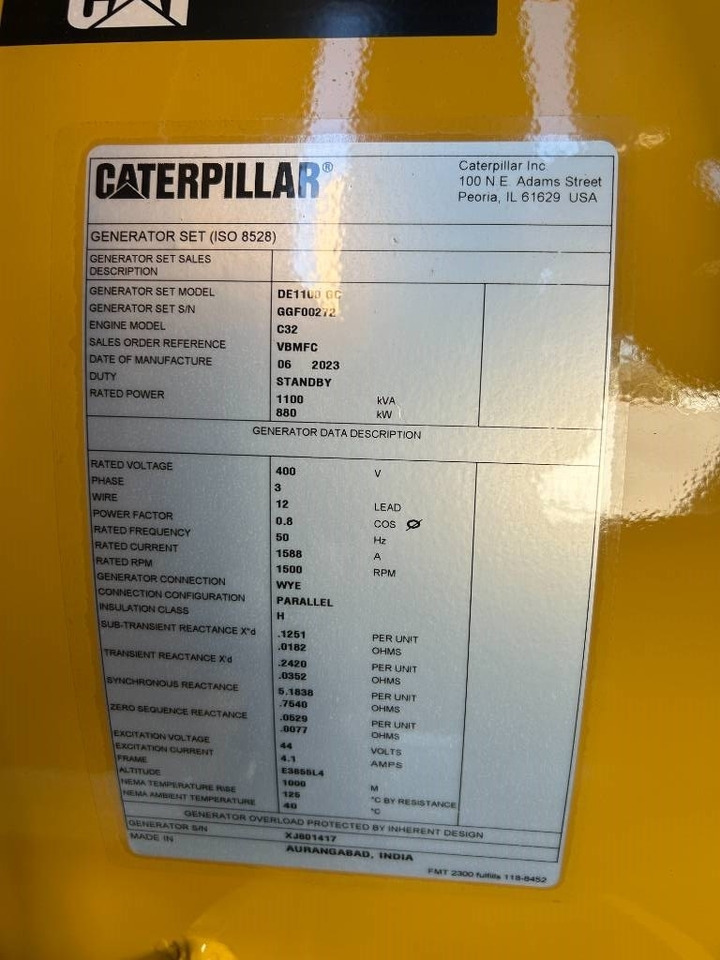 CAT
CATERPILLAR®
Caterpillar Inc
100 N.E. Adams Street
Peoria, IL 61629 USA
GENERATOR SET (ISO 8528)
GENERATOR SET SALES
DESCRIPTION
GENERATOR SET MODEL DE1100 GC
GENERATOR SET S/N GGF00272
ENGINE MODEL C32
SALES ORDER REFERENCE VBMFC
DATE OF MANUFACTURE 06 2023
DUTY STANDBY
RATED POWER 1100 kVA
880 kW
GENERATOR DATA DESCRIPTION
RATED VOLTAGE 400 V
PHASE 3
WIRE 12 LEAD
POWER FACTOR 0.8 COS Ø
RATED FREQUENCY 50 Hz
RATED CURRENT 1588 A
RATED RPM 1500 RPM
GENERATOR CONNECTION WYE
CONNECTION CONFIGURATION PARALLEL
INSULATION CLASS H
SUB-TRANSIENT REACTANCE X"d .1251 PER UNIT
.0182 OHMS
TRANSIENT REACTANCE X'd .2420 PER UNIT
.0352 OHMS
SYNCHRONOUS REACTANCE 5.1838 PER UNIT
.7540 OHMS
ZERO SEQUENCE REACTANCE .0529 PER UNIT
.0077 OHMS
EXCITATION VOLTAGE 44 VOLTS
EXCITATION CURRENT 4.1 AMPS
FRAME E3855L4
ALTITUDE 1000 M
NEMA TEMPERATURE RISE 125 °C BY RESISTANCE
NEMA AMBIENT TEMPERATURE 40 °C
GENERATOR OVERLOAD PROTECTED BY INHERENT DESIGN
GENERATOR S/N XJ601417
MADE IN AURANGABAD, INDIA
FMT 2300 fulfills 118-8452